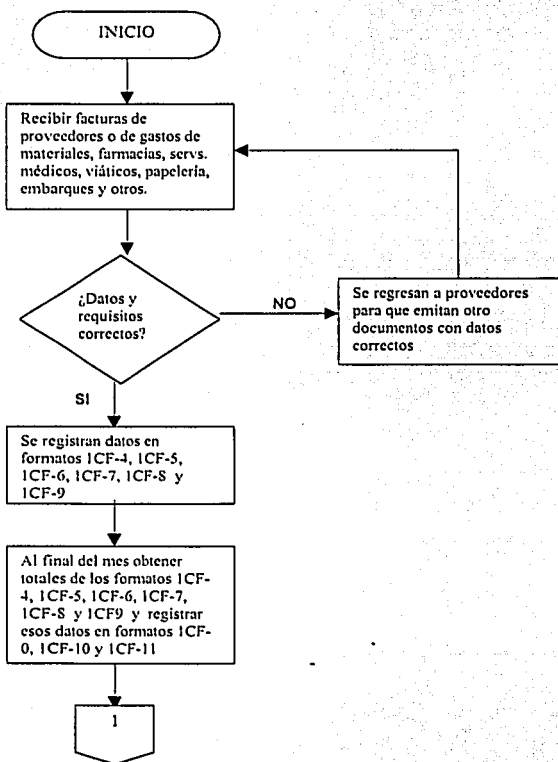 INICIO
Recibir facturas de
proveedores o de gastos de
materiales, farmacias, servs.
médicos, viáticos, papelería,
embarques y otros.
¿Datos y
requisitos
correctos?
NO
Se regresan a proveedores
para que emitan otro
documentos con datos
correctos
SI
Se registran datos en
formatos 1CF-4, 1CF-5,
1CF-6, 1CF-7, 1CF-8 y
1CF-9
Al final del mes obtener
totales de los formatos 1CF-
4, 1CF-5, 1CF-6, 1CF-7,
1CF-8 y 1CF9 y registrar
esos datos en formatos 1CF-
0, 1CF-10 y 1CF-11
1